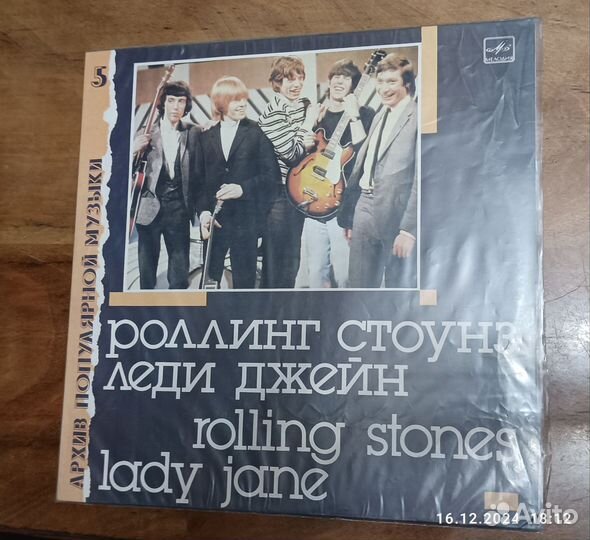 5
АРХИВ ПОПУЛЯРНОЙ МУЗЫКИ
МЕЛОДИЯ
РОЛЛИНГ СТОУНЗ
ЛЕДИ ДЖЕЙН
rolling stones
lady jane
Avito
16.12.2024 18:12